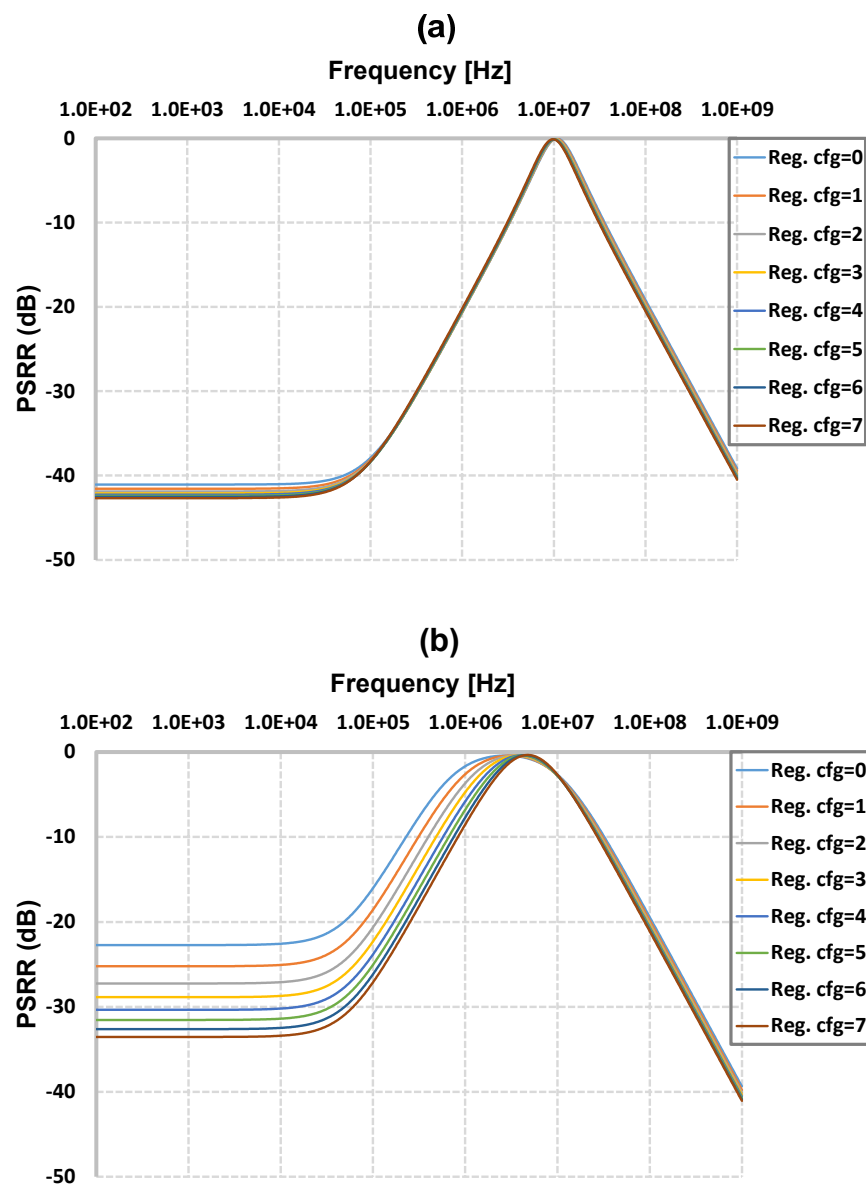 (a)
Frequency [Hz]
1.0E+02 1.0E+03 1.0E+04 1.0E+05 1.0E+06 1.0E+07 1.0E+08 1.0E+09
0
-10
-20
-30
-40
-50
PSRR (dB)
Reg. cfg=0
Reg. cfg=1
Reg. cfg=2
Reg. cfg=3
Reg. cfg=4
Reg. cfg=5
Reg. cfg=6
Reg. cfg=7
(b)
Frequency [Hz]
1.0E+02 1.0E+03 1.0E+04 1.0E+05 1.0E+06 1.0E+07 1.0E+08 1.0E+09
0
-10
-20
-30
-40
-50
PSRR (dB)
Reg. cfg=0
Reg. cfg=1
Reg. cfg=2
Reg. cfg=3
Reg. cfg=4
Reg. cfg=5
Reg. cfg=6
Reg. cfg=7